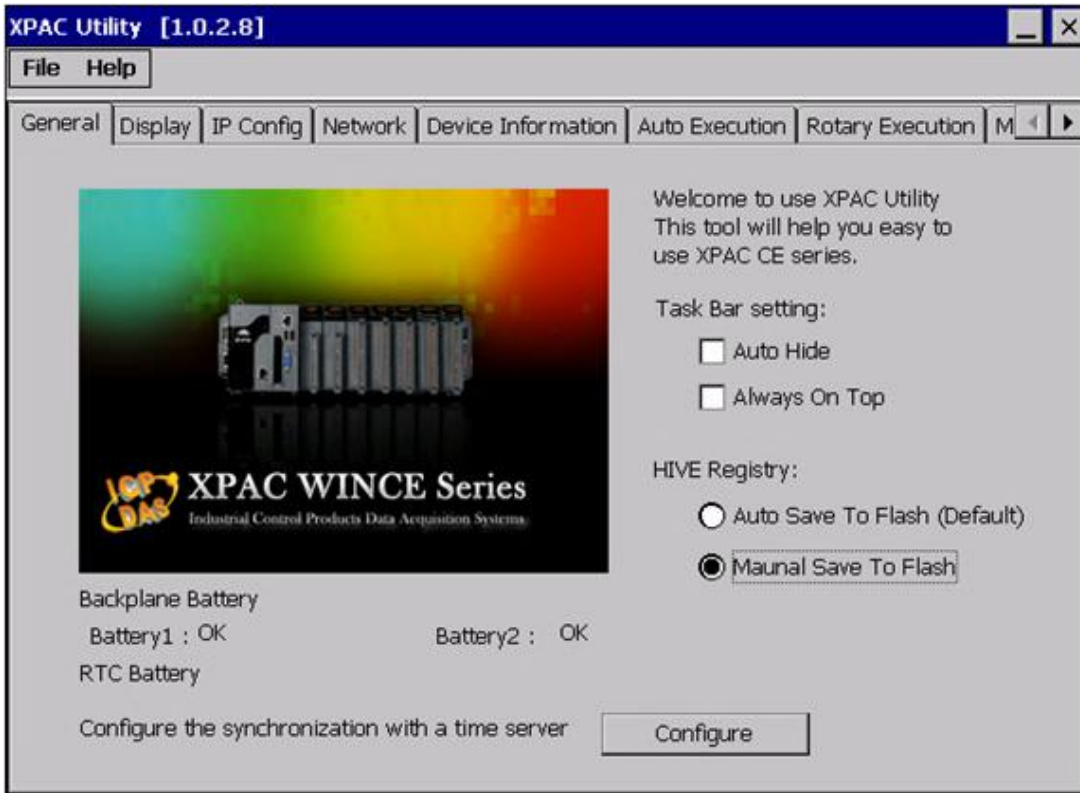 XPAC Utility [1.0.2.8]
File Help
General Display IP Config Network Device Information Auto Execution Rotary Execution M
Welcome to use XPAC Utility
This tool will help you easy to
use XPAC CE series.
Task Bar setting:
Auto Hide
Always On Top
HIVE Registry:
Auto Save To Flash (Default)
Maunal Save To Flash
ICP
DAS
XPAC WINCE Series
Industrial Control Products Data Acquisition Systems
Backplane Battery
Battery1 : OK Battery2 : OK
RTC Battery
Configure the synchronization with a time server Configure